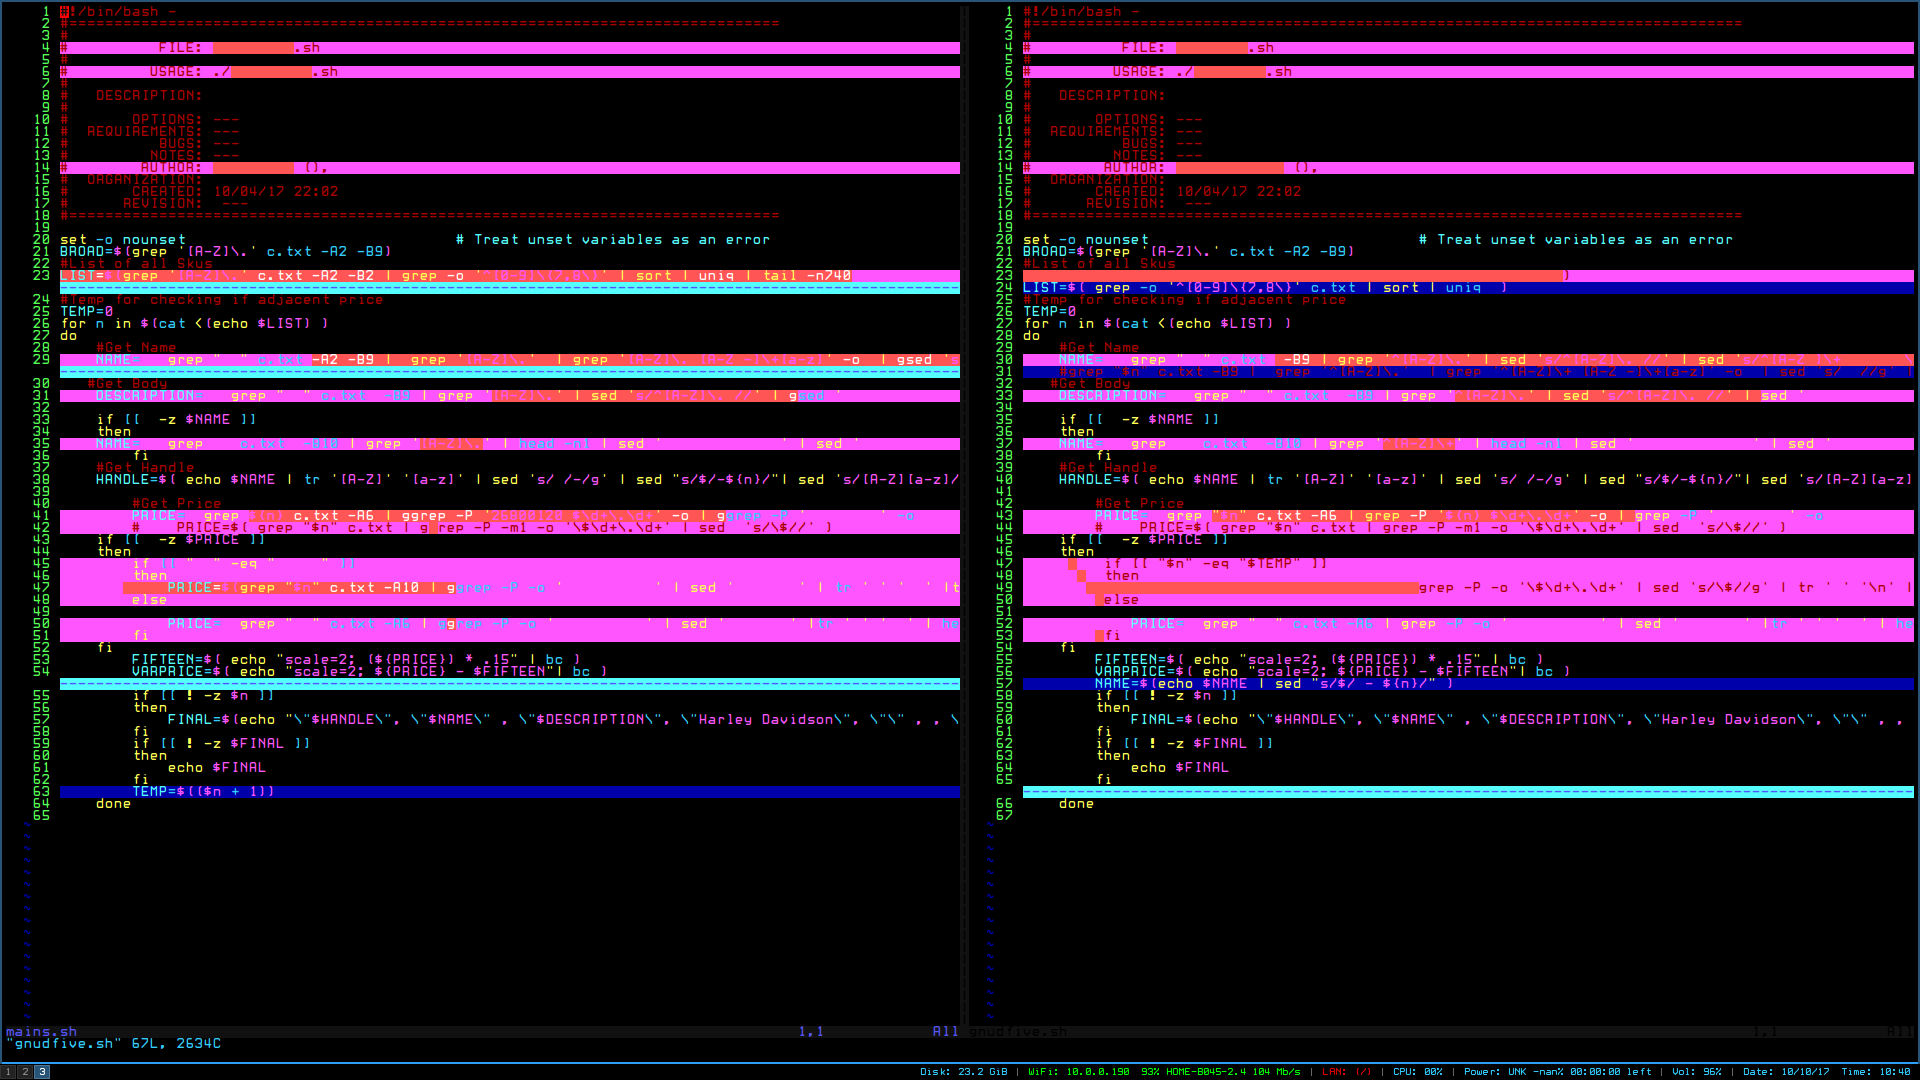 1 #!/bin/bash -
2 #===============================================================================
3 #
4 # FILE: .sh
5 #
6 # USAGE: ./ .sh
7 #
8 # DESCRIPTION:
9 #
10 # OPTIONS: ---
11 # REQUIREMENTS: ---
12 # BUGS: ---
13 # NOTES: ---
14 # AUTHOR: (),
15 # ORGANIZATION:
16 # CREATED: 10/04/17 22:02
17 # REVISION: ---
18 #===============================================================================
19
20 set -o nounset # Treat unset variables as an error
21 BROAD=$(grep '[A-Z]\.' c.txt -A2 -B9)
22 #List of all Skus
23 LIST=$(grep '[A-Z]\.' c.txt -A2 -B2 | grep -o '^[0-9]\{7,8\}' | sort | uniq | tail -n740
24 #Temp for checking if adjacent price
25 TEMP=0
26 for n in $(cat <(echo $LIST) )
27 do
28 #Get Name
29 NAME= grep " " c.txt -A2 -B9 | grep '[A-Z]\.' | grep '[A-Z]\. [A-Z -]\+[a-z]' -o | gsed 's
30 #Get Body
31 DESCRIPTION= grep " " c.txt -B9 | grep '[A-Z]\.' | sed 's/^[A-Z]\. //' | gsed '
32
33 if [[ -z $NAME ]]
34 then
35 NAME= grep c.txt -B10 | grep '[A-Z]\.' | head -n1 | sed ' ' | sed '
36 fi
37 #Get Handle
38 HANDLE=$( echo $NAME | tr '[A-Z]' '[a-z]' | sed 's/ /-/g' | sed "s/$/-${n}/"| sed 's/[A-Z][a-z]/
39
40 #Get Price
41 PRICE= grep $(n) c.txt -A6 | ggrep -P '26800120 $\d+\.\d+' -o | ggrep -P ' ' -o
42 # PRICE=$( grep "$n" c.txt | ggrep -P -m1 -o '\$\d+\.\d+' | sed 's/\$//' )
43 if [[ -z $PRICE ]]
44 then
45 if [[ " " -eq " " ]]
46 then
47 PRICE=$(grep "$n" c.txt -A10 | ggrep -P -o ' ' | sed ' ' | tr ' ' ' ' |t
48 else
49
50 PRICE= grep " " c.txt -A6 | ggrep -P -o ' ' | sed ' ' |tr ' ' ' ' | he
51 fi
52 fi
53 FIFTEEN=$( echo "scale=2; (${PRICE}) * .15" | bc )
54 VARPRICE=$( echo "scale=2; ${PRICE} - $FIFTEEN"| bc )
55 if [[ ! -z $n ]]
56 then
57 FINAL=$(echo "\"$HANDLE\", \"$NAME\" , \"$DESCRIPTION\", \"Harley Davidson\", \"\" , , \
58 fi
59 if [[ ! -z $FINAL ]]
60 then
61 echo $FINAL
62 fi
63 TEMP=$(($n + 1))
64 done
65
mains.sh 1,1 All
1 #!/bin/bash -
2 #===============================================================================
3 #
4 # FILE: .sh
5 #
6 # USAGE: ./ .sh
7 #
8 # DESCRIPTION:
9 #
10 # OPTIONS: ---
11 # REQUIREMENTS: ---
12 # BUGS: ---
13 # NOTES: ---
14 # AUTHOR: (),
15 # ORGANIZATION:
16 # CREATED: 10/04/17 22:02
17 # REVISION: ---
18 #===============================================================================
19
20 set -o nounset # Treat unset variables as an error
21 BROAD=$(grep '[A-Z]\.' c.txt -A2 -B9)
22 #List of all Skus
23 )
24 LIST=$( grep -o '^[0-9]\{7,8\}' c.txt | sort | uniq )
25 #Temp for checking if adjacent price
26 TEMP=0
27 for n in $(cat <(echo $LIST) )
28 do
29 #Get Name
30 NAME= grep " " c.txt -B9 | grep '^[A-Z]\.' | sed 's/^[A-Z]\. //' | sed 's/^[A-Z ]\+ \
31 #grep "$n" c.txt -B9 | grep '^[A-Z]\.' | grep '^[A-Z]\+ [A-Z -]\+[a-z]' -o | sed 's/ //g' |
32 #Get Body
33 DESCRIPTION= grep " " c.txt -B9 | grep '^[A-Z]\.' | sed 's/^[A-Z]\. //' | sed '
34
35 if [[ -z $NAME ]]
36 then
37 NAME= grep c.txt -B10 | grep '^[A-Z]\+' | head -n1 | sed ' ' | sed '
38 fi
39 #Get Handle
40 HANDLE=$( echo $NAME | tr '[A-Z]' '[a-z]' | sed 's/ /-/g' | sed "s/$/-${n}/"| sed 's/[A-Z][a-z]
41
42 #Get Price
43 PRICE= grep "$n" c.txt -A6 | grep -P '$(n) $\d+\.\d+' -o | grep -P ' ' -o
44 # PRICE=$( grep "$n" c.txt | grep -P -m1 -o '\$\d+\.\d+' | sed 's/\$//' )
45 if [[ -z $PRICE ]]
46 then
47 if [[ "$n" -eq "$TEMP" ]]
48 then
49 grep -P -o '\$\d+\.\d+' | sed 's/\$//g' | tr ' ' '\n' |
50 else
51
52 PRICE= grep " " c.txt -A6 | grep -P -o ' ' | sed ' ' |tr ' ' ' ' | he
53 fi
54 fi
55 FIFTEEN=$( echo "scale=2; (${PRICE}) * .15" | bc )
56 VARPRICE=$( echo "scale=2; ${PRICE} - $FIFTEEN"| bc )
57 NAME=$(echo $NAME | sed "s/$/ - ${n}/" )
58 if [[ ! -z $n ]]
59 then
60 FINAL=$(echo "\"$HANDLE\", \"$NAME\" , \"$DESCRIPTION\", \"Harley Davidson\", \"\" , ,
61 fi
62 if [[ ! -z $FINAL ]]
63 then
64 echo $FINAL
65 fi
66 done
67
gnudfive.sh 1,1 All
"gnudfive.sh" 67L, 2634C
1 2 3 Disk: 23.2 GiB | WiFi: 10.0.0.190 93% HOME-B045-2.4 104 Mb/s | LAN: (/) | CPU: 00% | Power: UNK -nan% 00:00:00 left | Vol: 96% | Date: 10/10/17 Time: 10:40